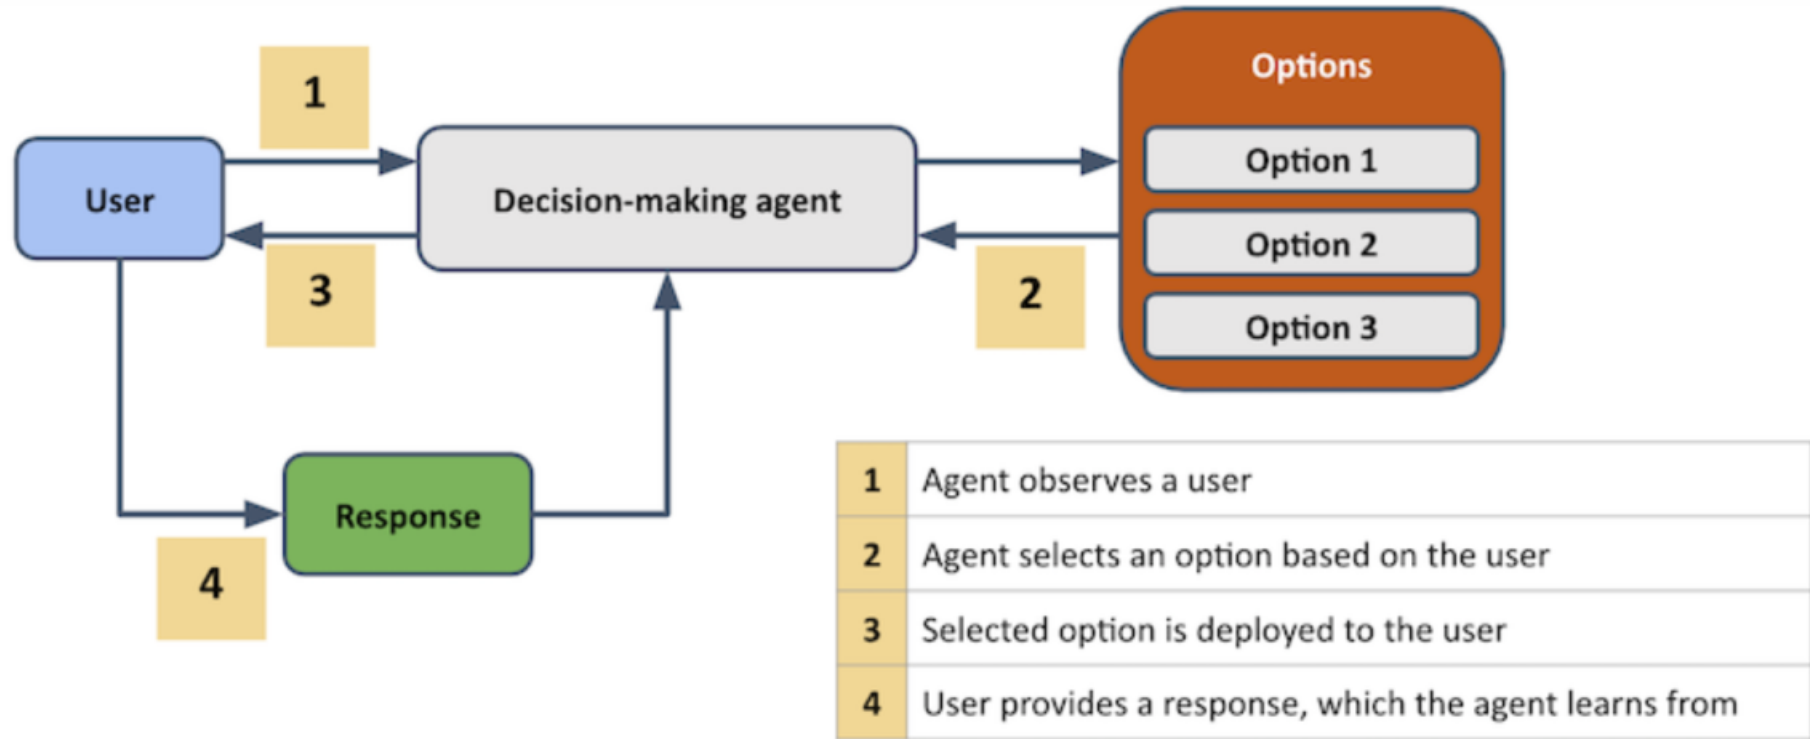 1
Options
Option 1
User
Decision-making agent
Option 2
3
2
Option 3
Response
4
1 Agent observes a user
2 Agent selects an option based on the user
3 Selected option is deployed to the user
4 User provides a response, which the agent learns from